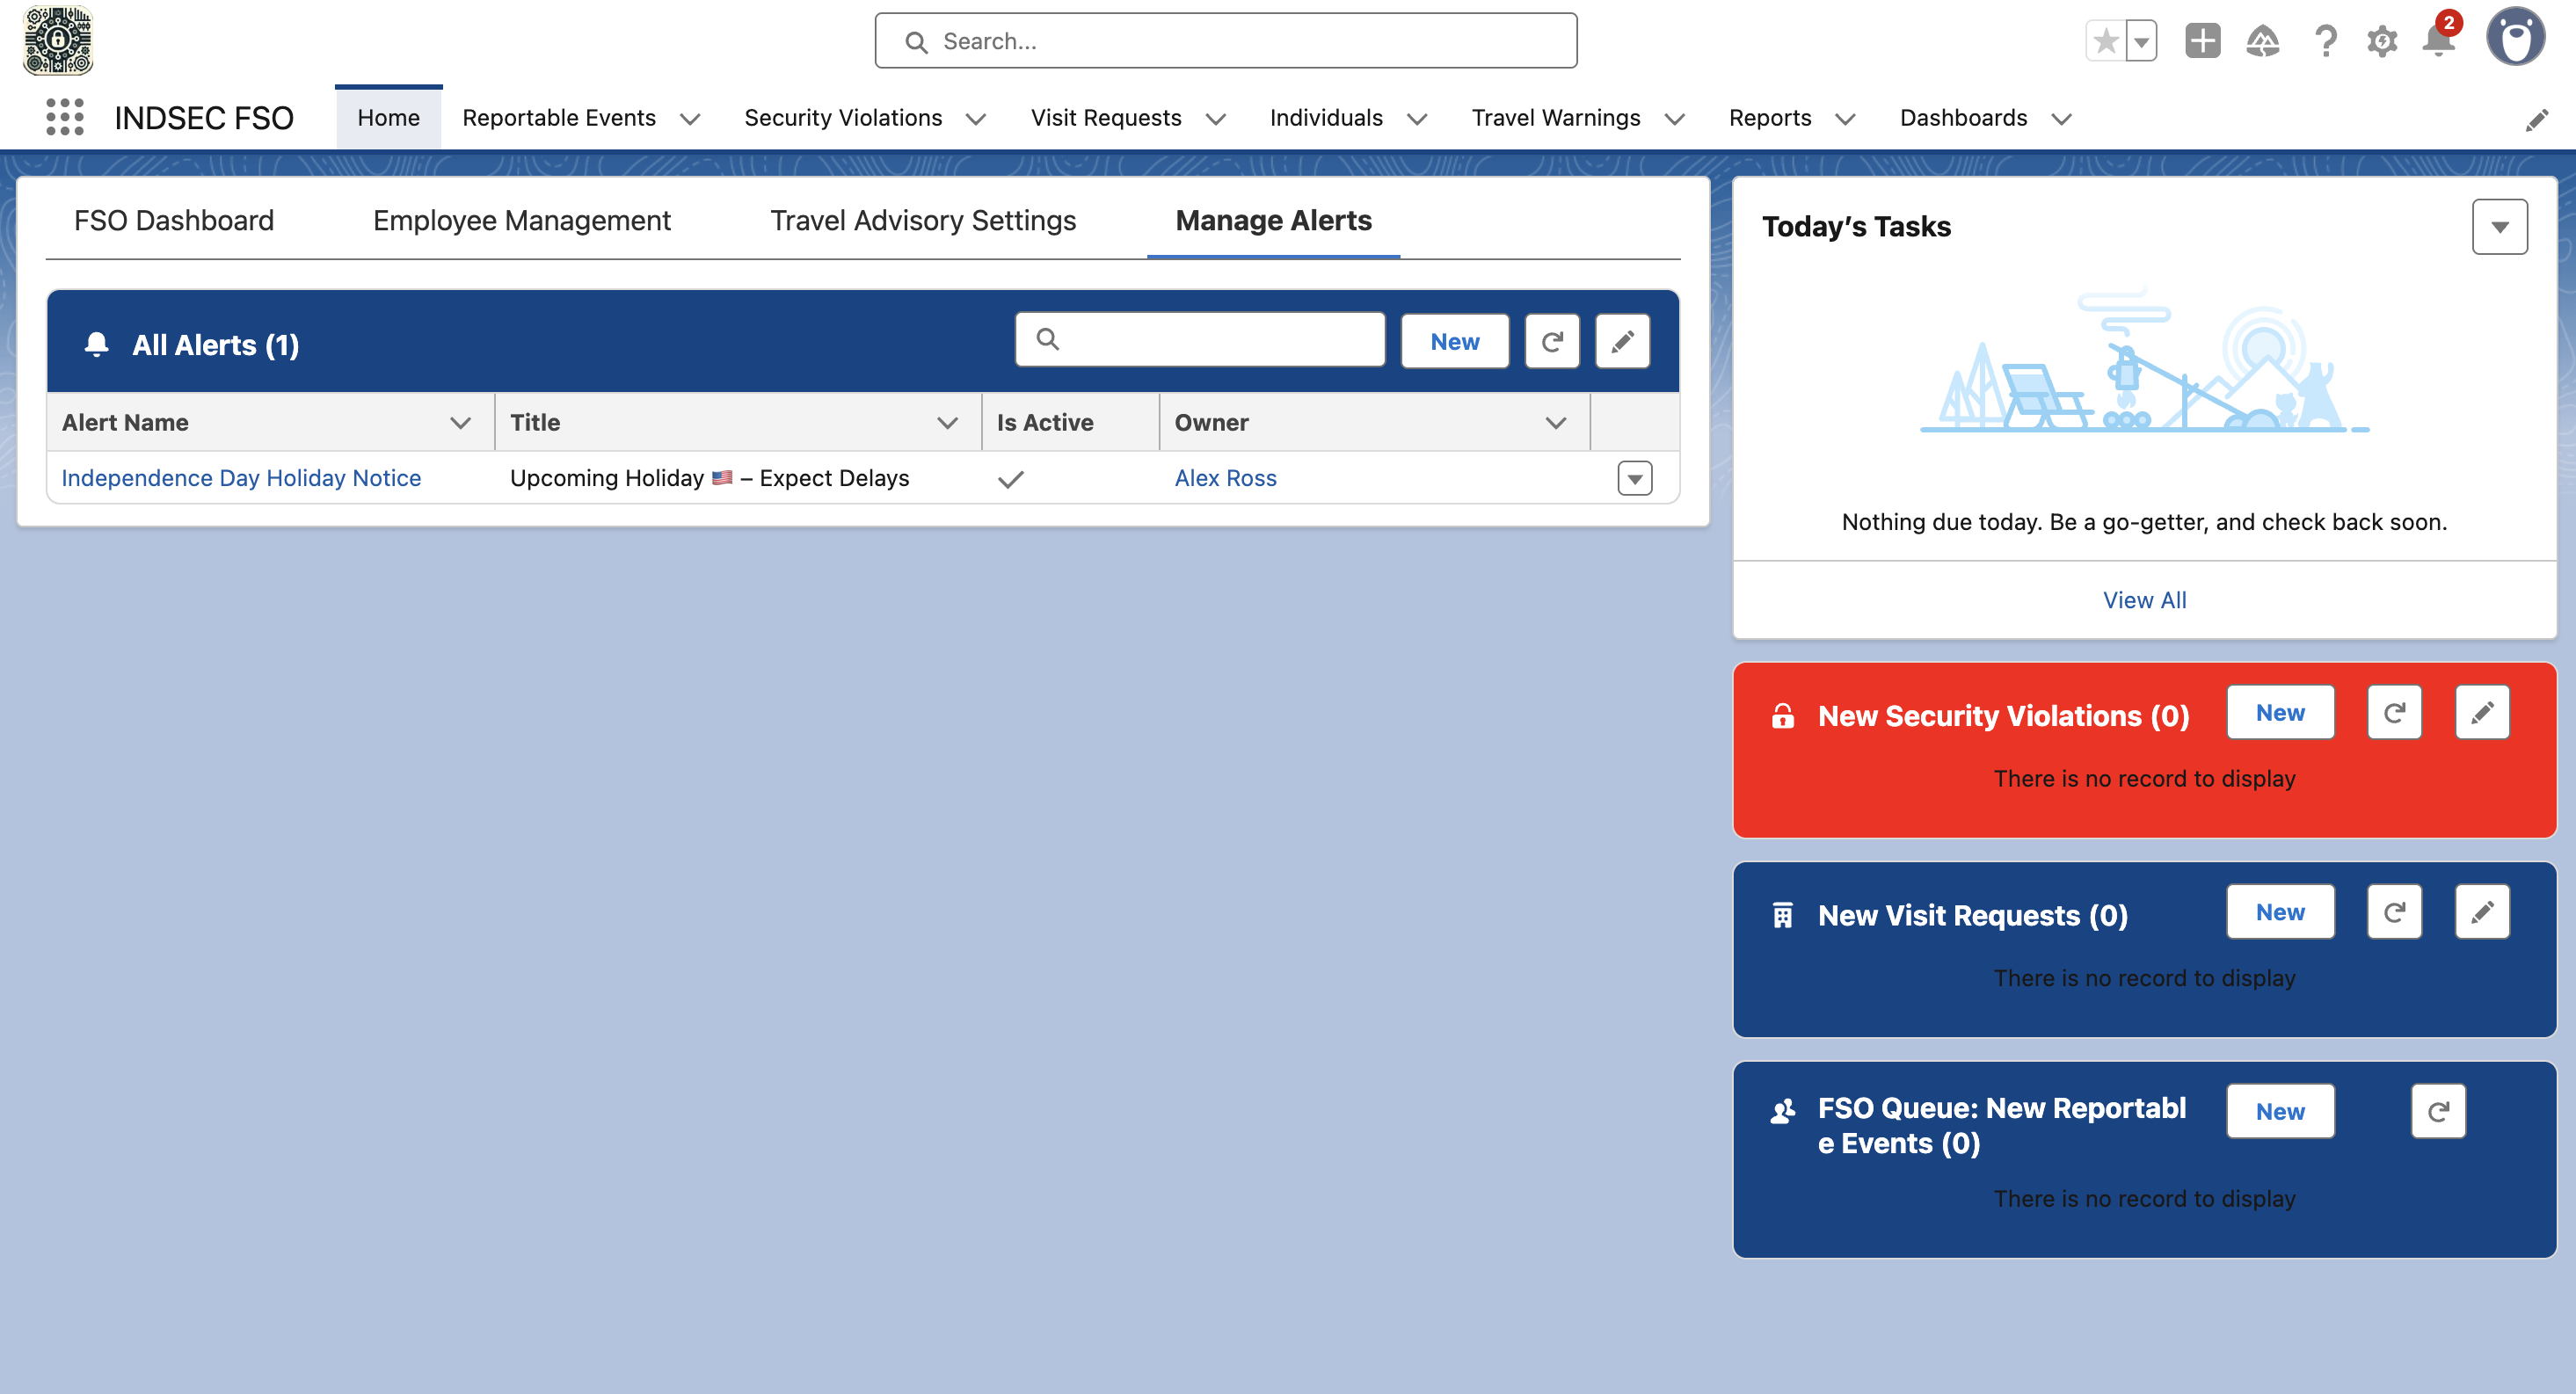 Search...
2
INDSEC FSO
Home
Reportable Events
Security Violations
Visit Requests
Individuals
Travel Warnings
Reports
Dashboards
FSO Dashboard
Employee Management
Travel Advisory Settings
Manage Alerts
All Alerts (1)
New
Alert Name
Title
Is Active
Owner
Independence Day Holiday Notice
Upcoming Holiday 🇺🇸 – Expect Delays
Alex Ross
Today’s Tasks
Nothing due today. Be a go-getter, and check back soon.
View All
New Security Violations (0)
New
There is no record to display
New Visit Requests (0)
New
There is no record to display
FSO Queue: New Reportabl
e Events (0)
New
There is no record to display